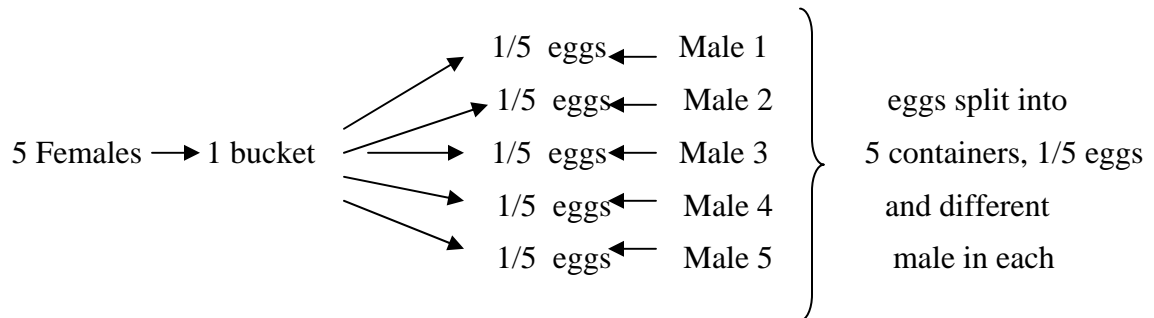 1/5 eggs Male 1
1/5 eggs Male 2 eggs split into
5 Females 1 bucket 1/5 eggs Male 3 5 containers, 1/5 eggs
1/5 eggs Male 4 and different
1/5 eggs Male 5 male in each